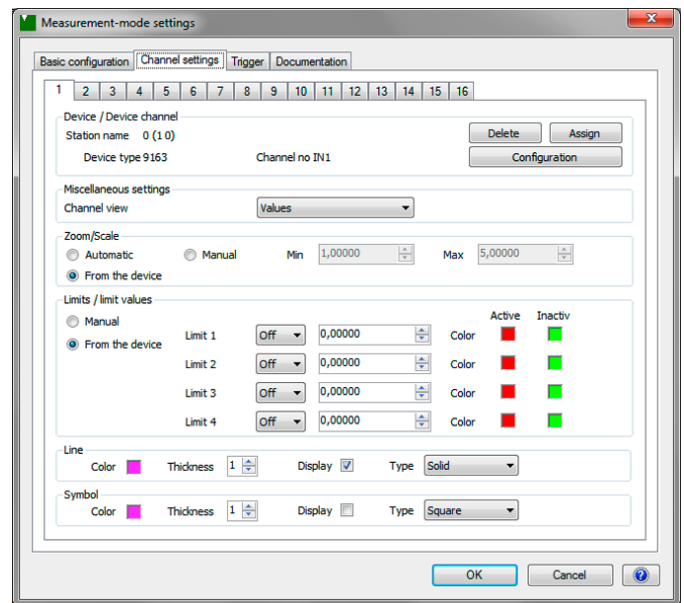 Measurement-mode settings
Basic configuration Channel settings Trigger Documentation
1 2 3 4 5 6 7 8 9 10 11 12 13 14 15 16
Device / Device channel
Station name 0 (1 0) Delete Assign
Device type 9163 Channel no IN1 Configuration
Miscellaneous settings
Channel view Values
Zoom/Scale
Automatic Manual Min 1,00000 Max 5,00000
From the device
Limits / limit values
Active Inactiv
Manual
From the device
Limit 1 Off 0,00000 Color
Limit 2 Off 0,00000 Color
Limit 3 Off 0,00000 Color
Limit 4 Off 0,00000 Color
Line
Color Thickness 1 Display Type Solid
Symbol
Color Thickness 1 Display Type Square
OK Cancel ?